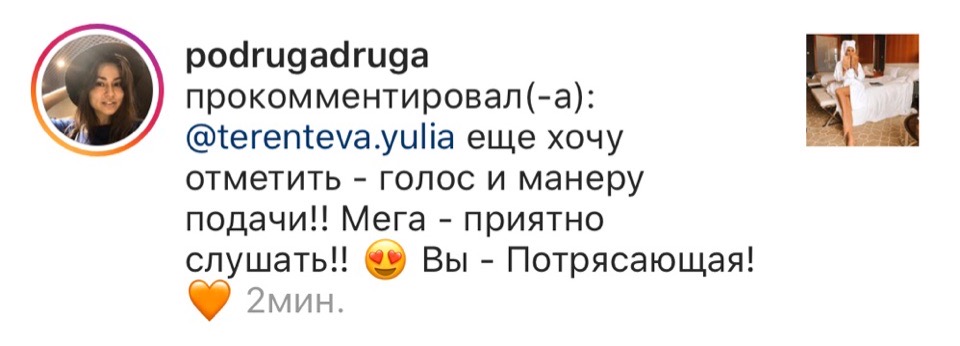 podrugadruga
прокомментировал(-а):
@terenteva.yulia еще хочу
отметить - голос и манеру
подачи!! Мега - приятно
слушать!! 😍 Вы - Потрясающая!
🧡 2мин.